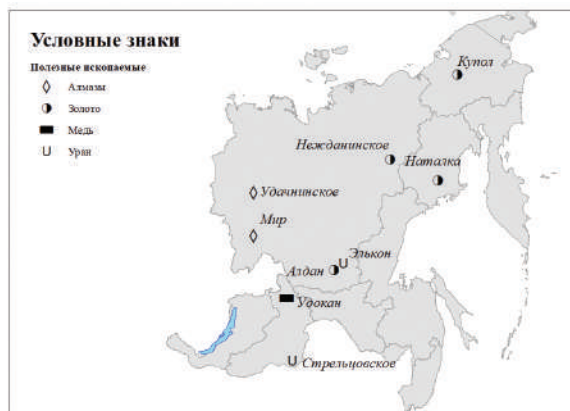 Условные знаки
Полезные ископаемые
Алмазы
Золото
Медь
Уран
Купол
Нежданинское
Наталка
Удачнинское
Мир
Элькон
Алдан
Удокан
Стрельцовское